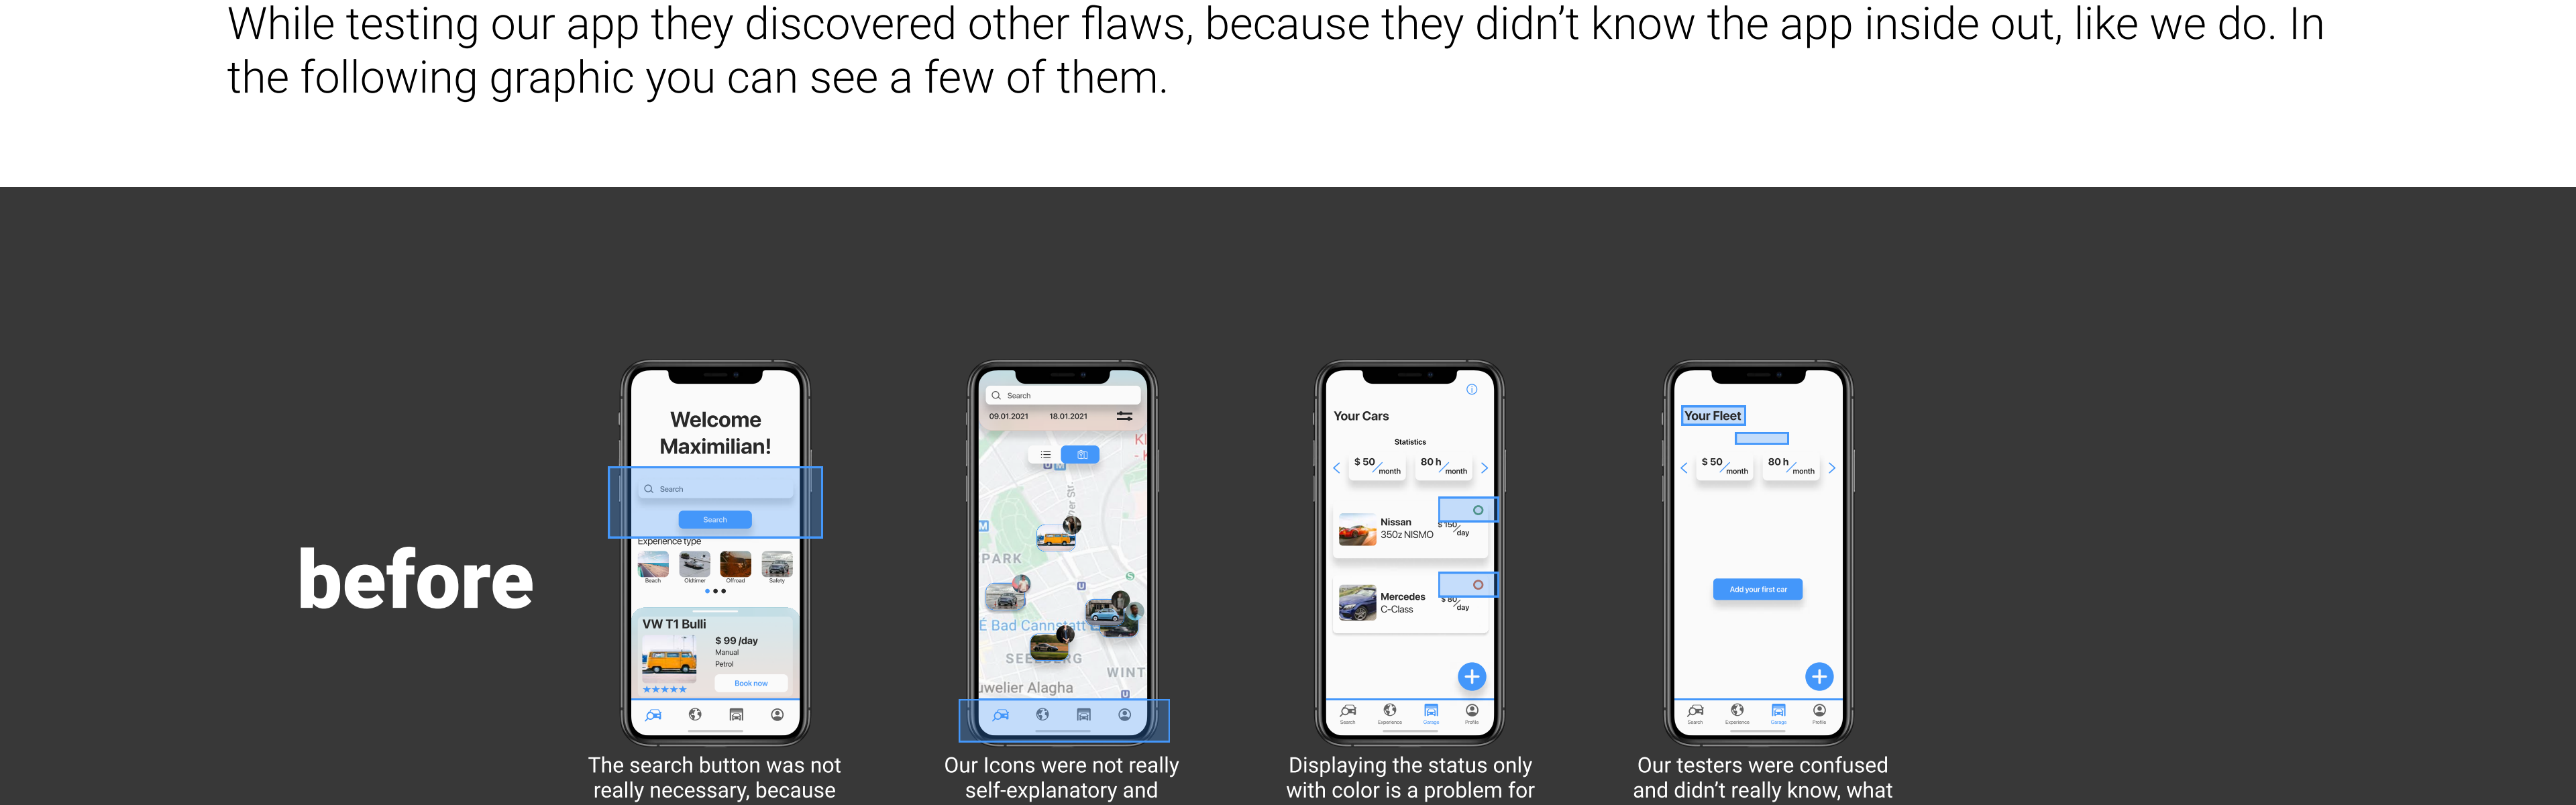 While testing our app they discovered other flaws, because they didn't know the app inside out, like we do. In
the following graphic you can see a few of them.
before
Welcome
Maximilian!
Search
Search
Experience type
Beach
Oldtimer
Offroad
Safety
VW T1 Bulli
$ 99 /day
Manual
Petrol
Book now
The search button was not
really necessary, because
Search
09.01.2021
18.01.2021
PARK
Bad Cannstatt
SEELBERG
WINT
uwelier Alagha
Our Icons were not really
self-explanatory and
Your Cars
Statistics
$ 50 / month
80 h / month
Nissan
350z NISMO
$ 150 / day
Mercedes
C-Class
$ 80 / day
Search
Experience
Garage
Profile
Displaying the status only
with color is a problem for
Your Fleet
$ 50 / month
80 h / month
Add your first car
Search
Experience
Garage
Profile
Our testers were confused
and didn't really know, what